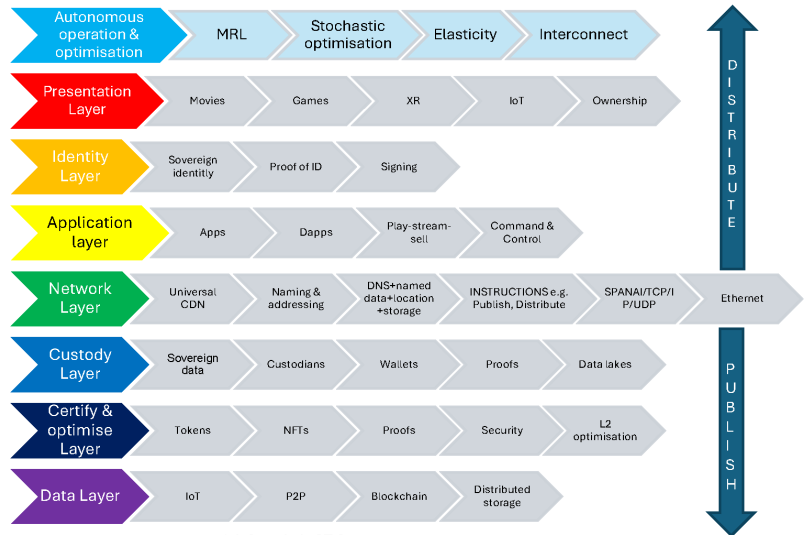 Autonomous
operation &
optimisation
MRL
Stochastic
optimisation
Elasticity
Interconnect
Presentation
Layer
Movies
Games
XR
IoT
Ownership
Identity
Layer
Sovereign
identitly
Proof of ID
Signing
Application
layer
Apps
Dapps
Play-stream-
sell
Command &
Control
Network
Layer
Universal
CDN
Naming &
addressing
DNS+named
data+location
+storage
INSTRUCTIONS e.g.
Publish, Distribute
SPANAI/TCP/I
P/UDP
Ethernet
Custody
Layer
Sovereign
data
Custodians
Wallets
Proofs
Data lakes
Certify &
optimise
Layer
Tokens
NFTs
Proofs
Security
L2
optimisation
Data Layer
IoT
P2P
Blockchain
Distributed
storage
DISTRIBUTE
PUBLISH